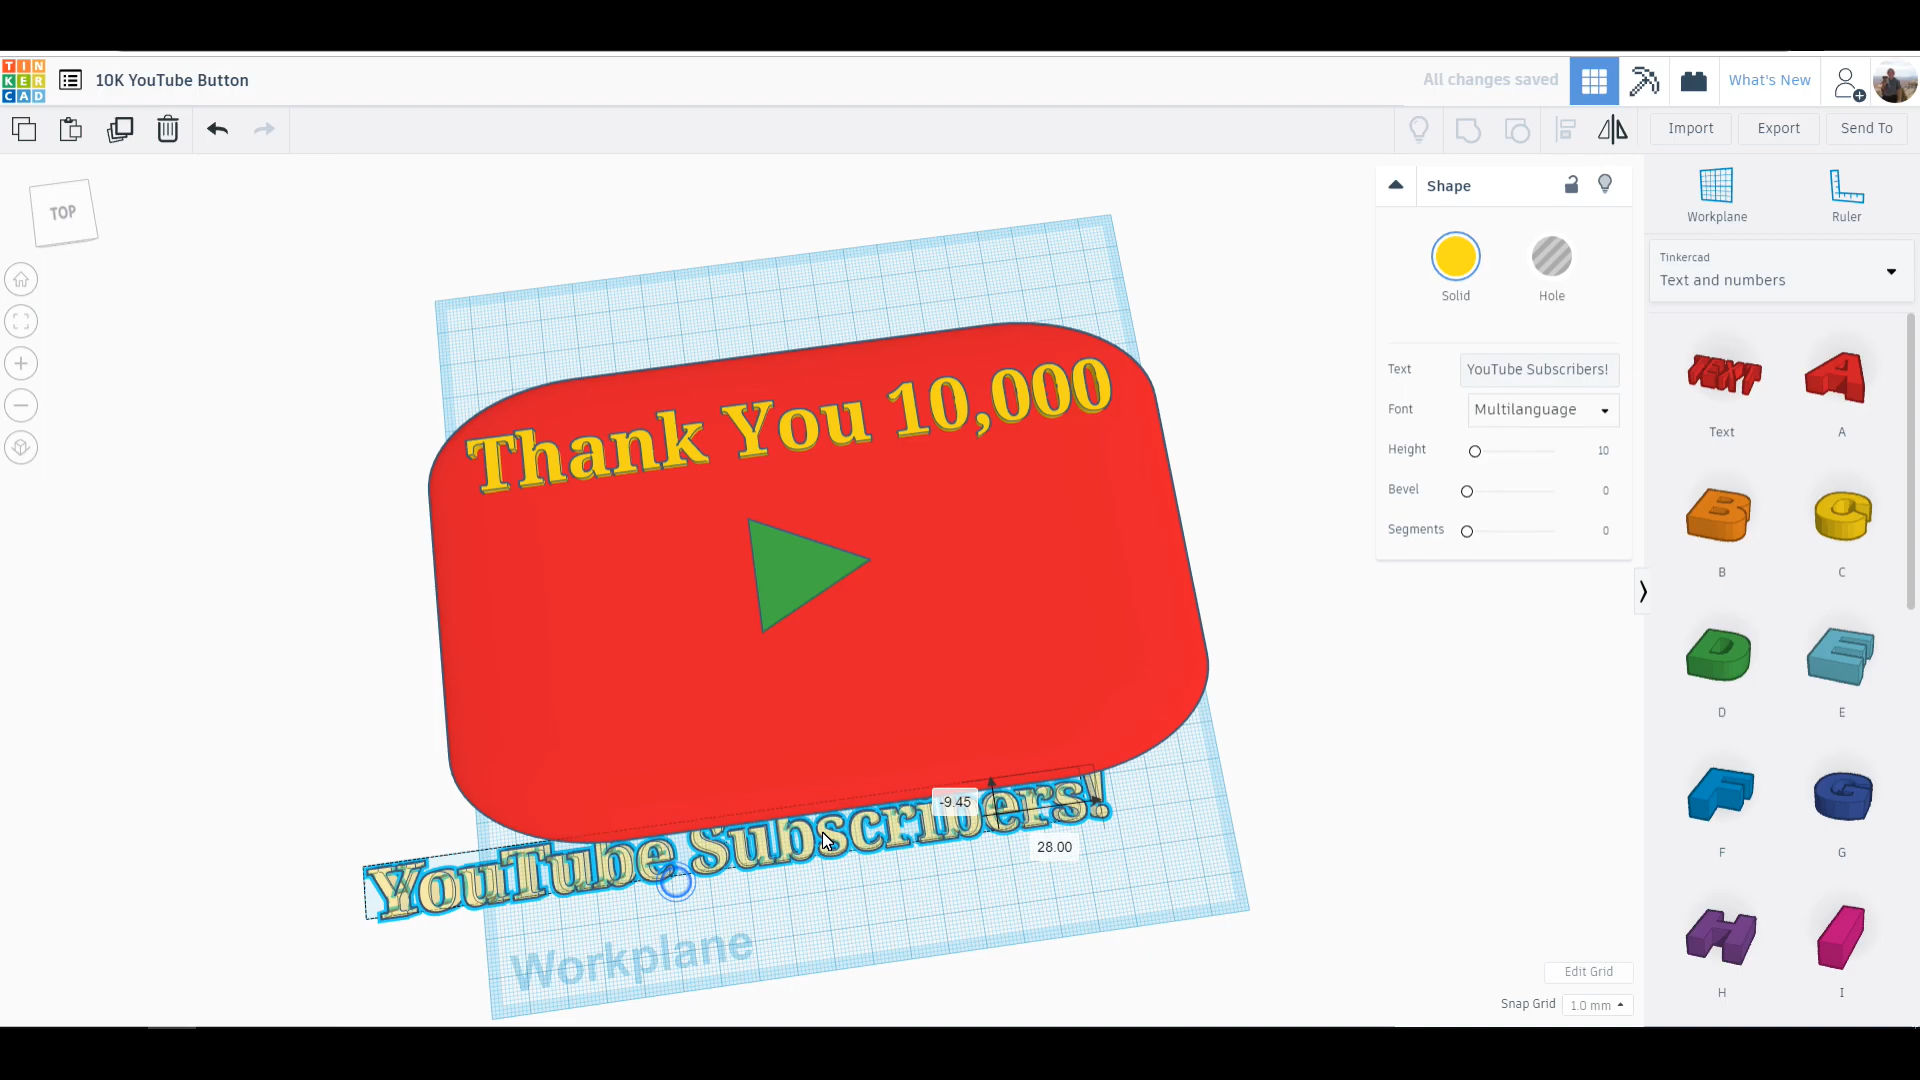 TIN
KER
CAD
10K YouTube Button
All changes saved
What's New
Import
Export
Send To
TOP
Shape
Solid
Hole
Text
YouTube Subscribers!
Font
Multilanguage
Height
10
Bevel
0
Segments
0
Workplane
Ruler
Tinkercad
Text and numbers
TEXT
A
Text
A
B
C
B
C
D
E
D
E
F
G
F
G
H
I
H
I
Thank You 10,000
-9.45
28.00
YouTube Subscribers!
Workplane
Edit Grid
Snap Grid
1.0 mm